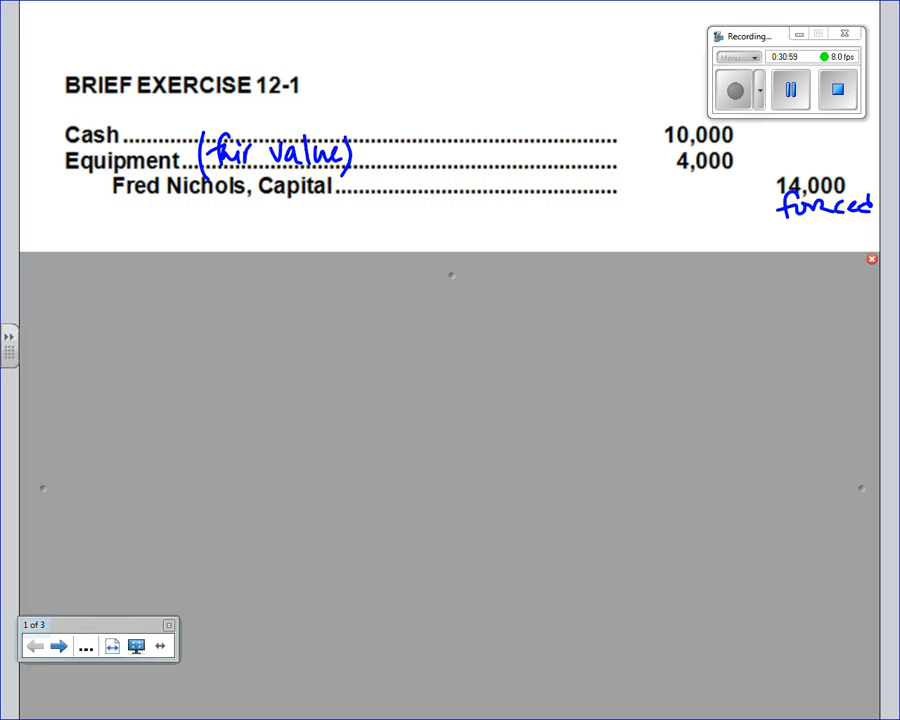 Recording...
Menu
0:30:59
8.0 fps
BRIEF EXERCISE 12-1
Cash ........ 10,000
Equipment ........ (fair value) ........ 4,000
Fred Nichols, Capital ........ 14,000
forced
1 of 3